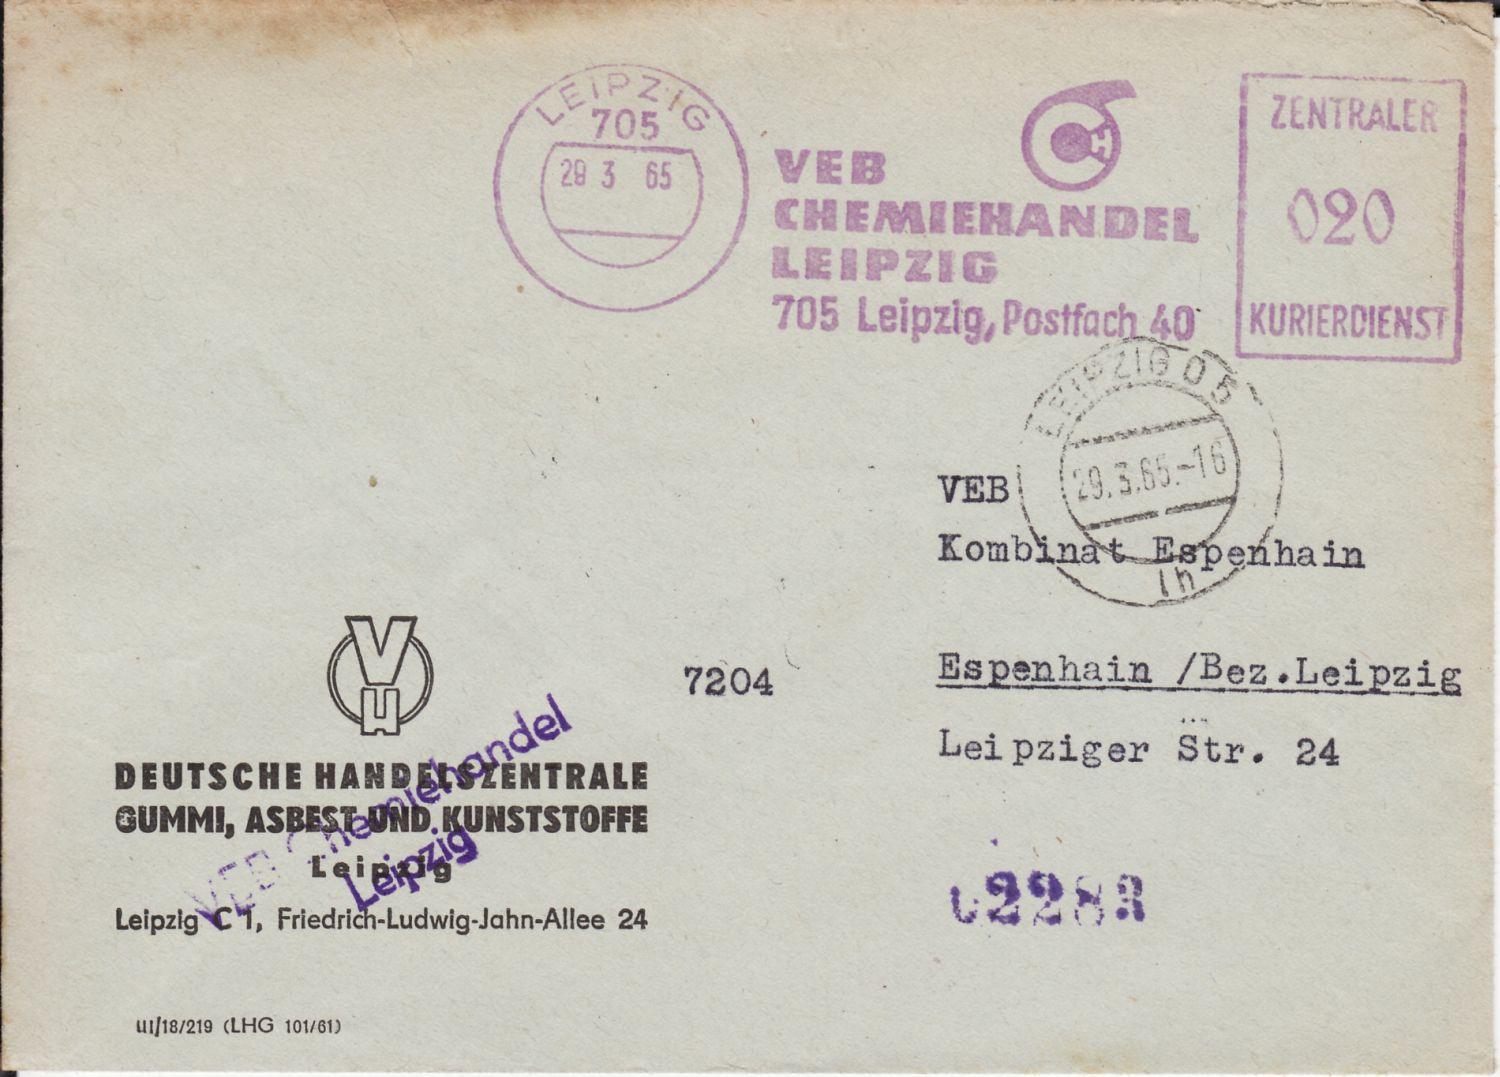 LEIPZIG
705
29 3 65
VEB
CHEMIEHANDEL
LEIPZIG
705 Leipzig, Postfach 40
ZENTRALER
020
KURIERDIENST
LEIPZIG 05
29.3.65.-16
VEB
Kombinat Espenhain
7204
Espenhain /Bez.Leipzig
Leipziger Str. 24
VH
DEUTSCHE HANDELSZENTRALE
GUMMI, ASBEST UND KUNSTSTOFFE
Leipzig
Leipzig C 1, Friedrich-Ludwig-Jahn-Allee 24
VEB Chemiehandel
Leipzig
III/18/219 (LHG 101/61)